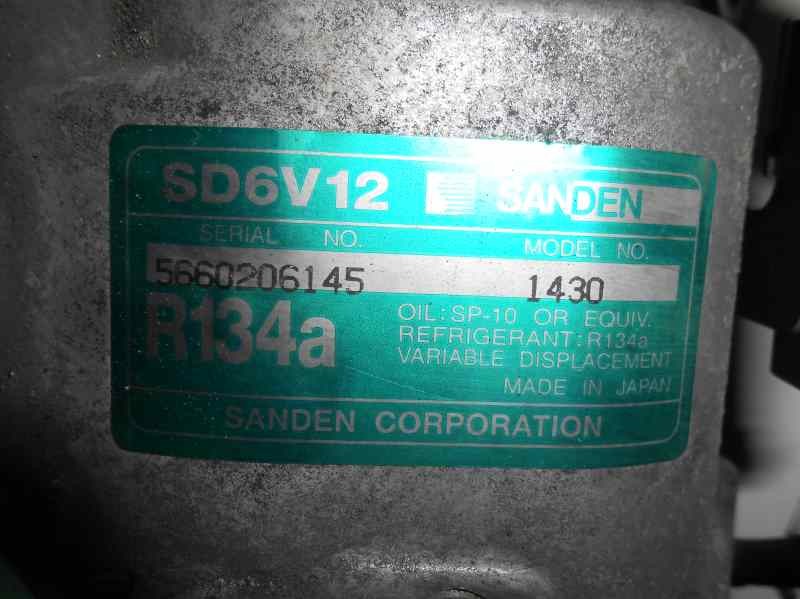 SD6V12 SANDEN
SERIAL NO. MODEL NO.
5660206145 1430
R134a
OIL: SP-10 OR EQUIV.
REFRIGERANT: R134a
VARIABLE DISPLACEMENT
MADE IN JAPAN
SANDEN CORPORATION